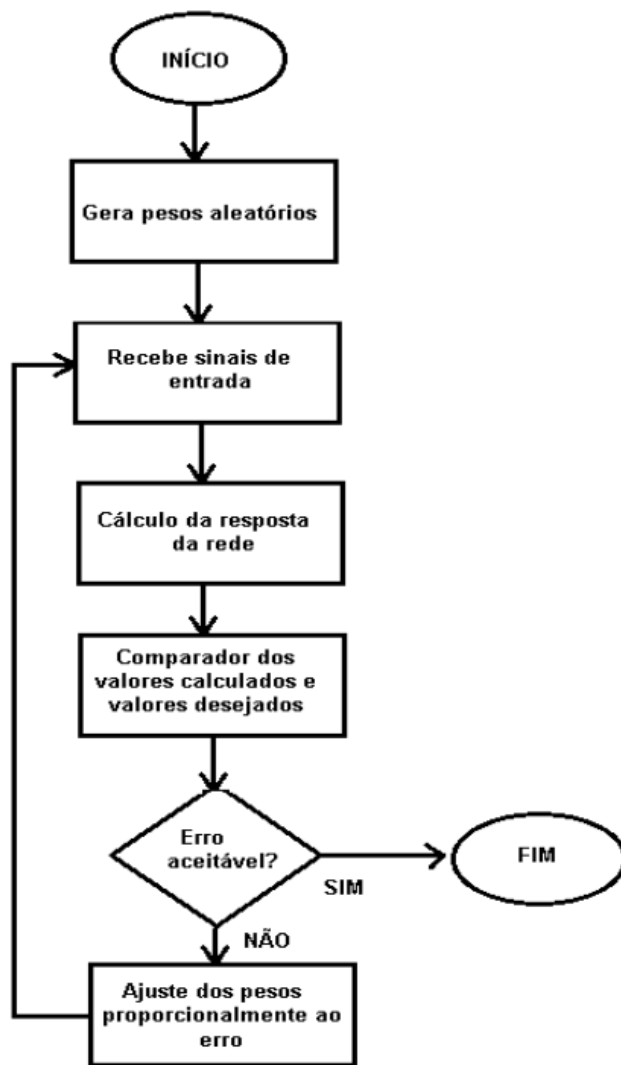 INÍCIO
Gera pesos aleatórios
Recebe sinais de
entrada
Cálculo da resposta
da rede
Comparador dos
valores calculados e
valores desejados
Erro
aceitável?
SIM
FIM
NÃO
Ajuste dos pesos
proporcionalmente ao
erro